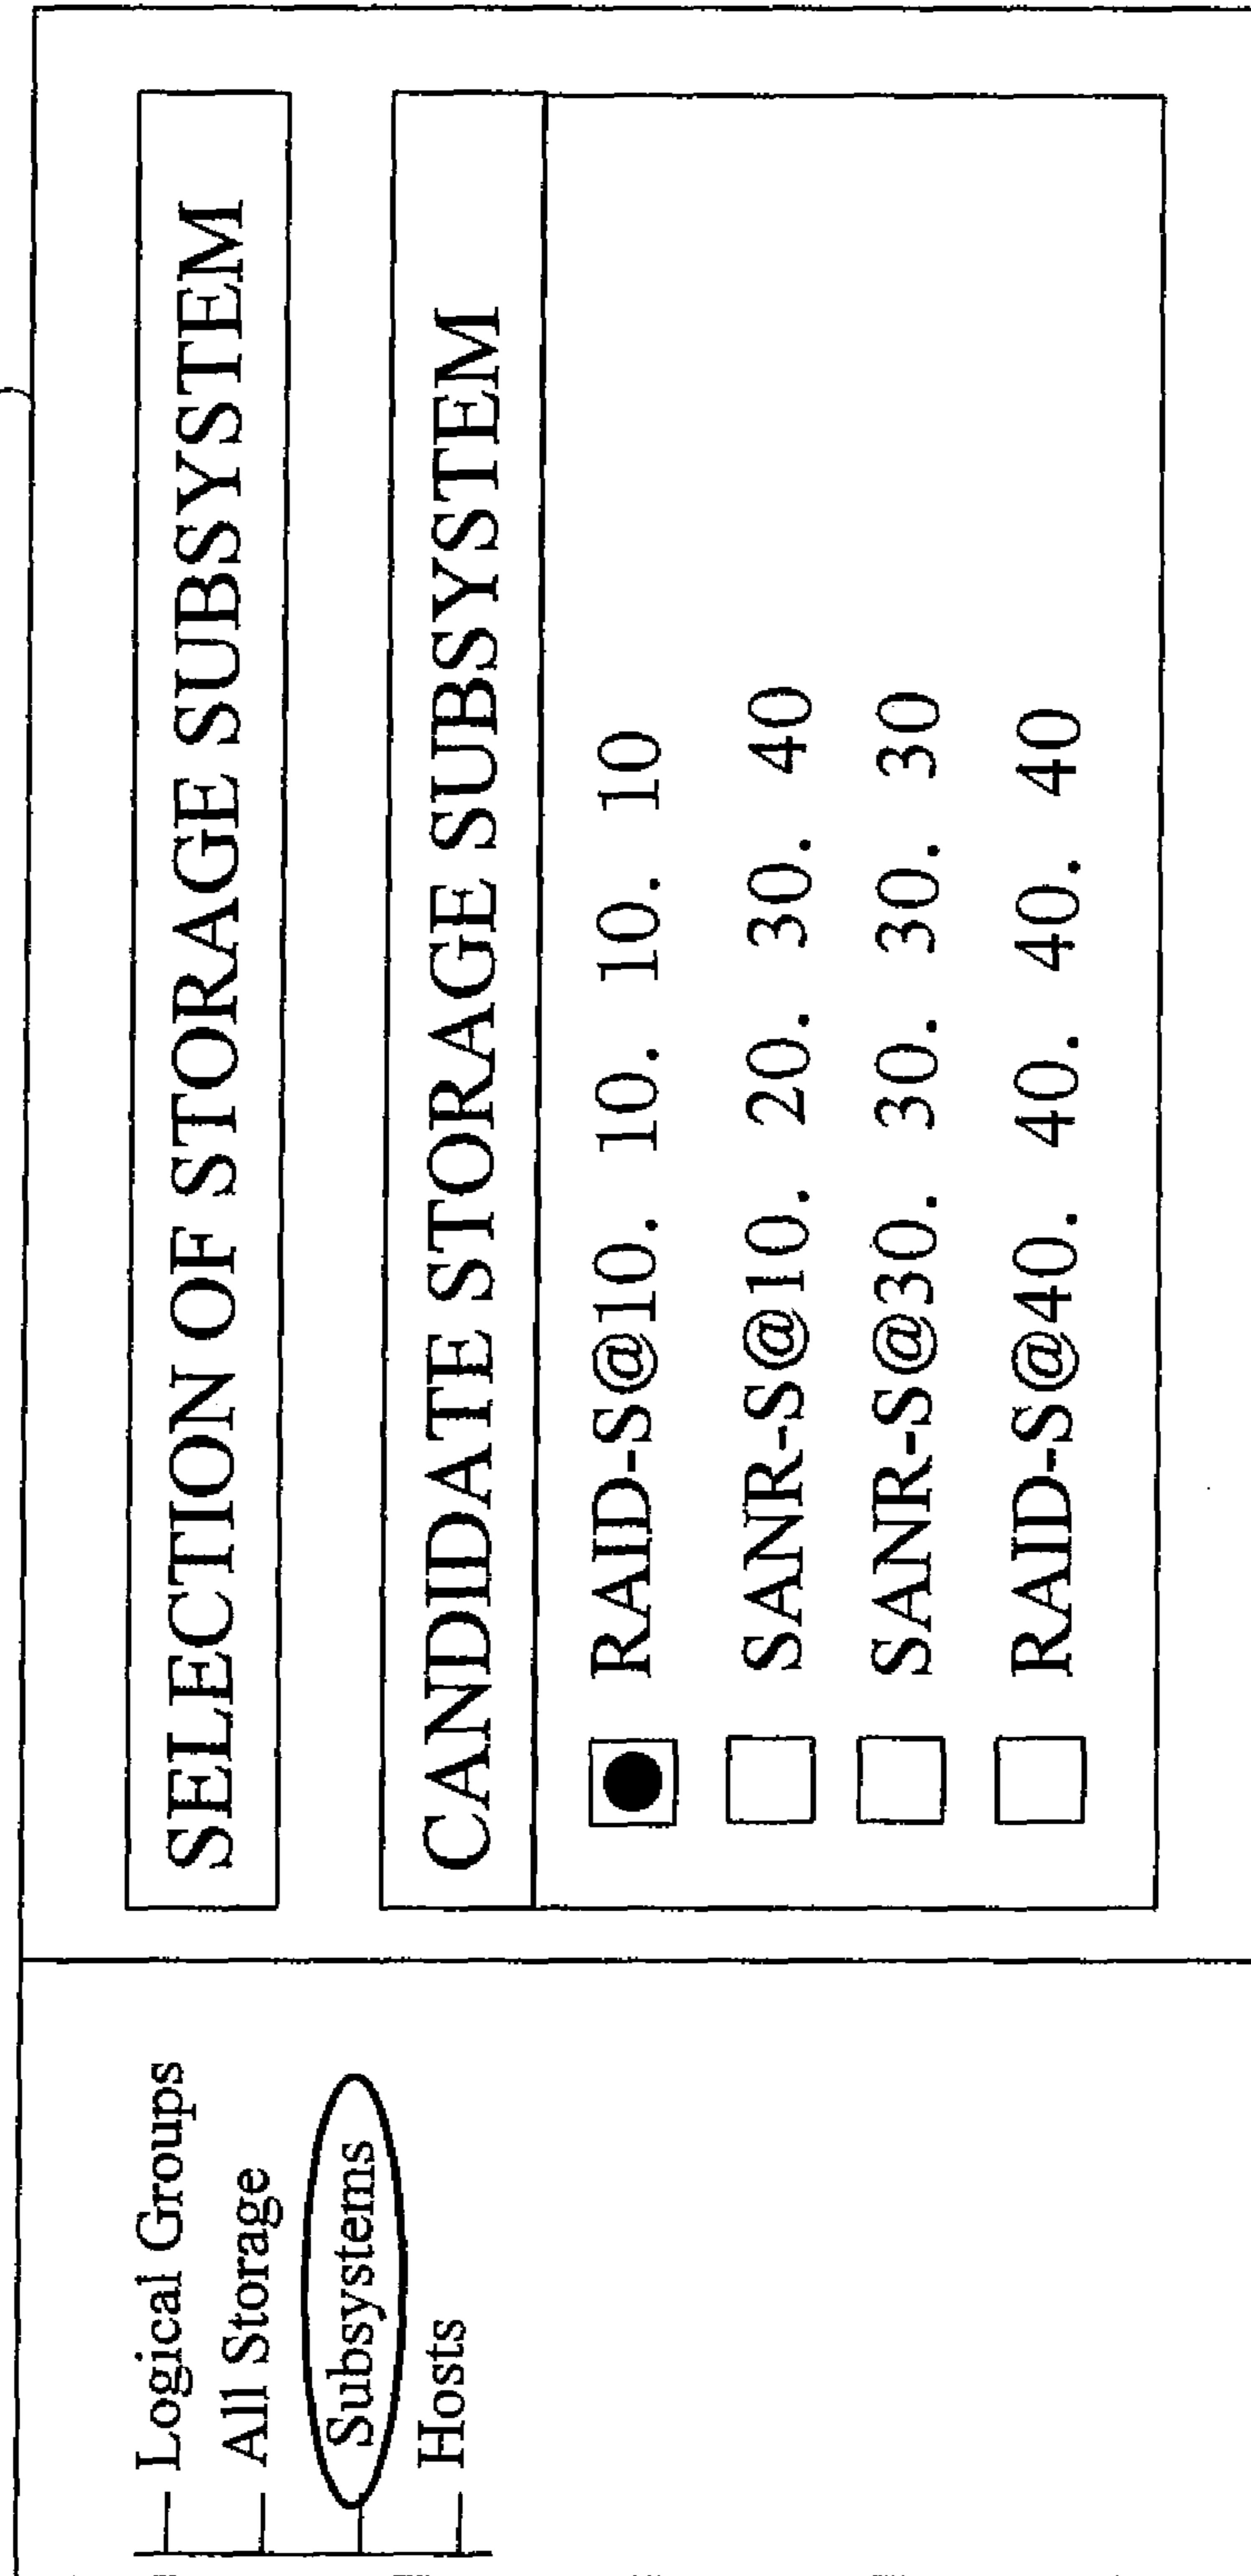 Logical Groups
All Storage
Subsystems
Hosts
SELECTION OF STORAGE SUBSYSTEM
CANDIDATE STORAGE SUBSYSTEM
RAID-S@10. 10. 10. 10
SANR-S@10. 20. 30. 40
SANR-S@30. 30. 30. 30
RAID-S@40. 40. 40. 40